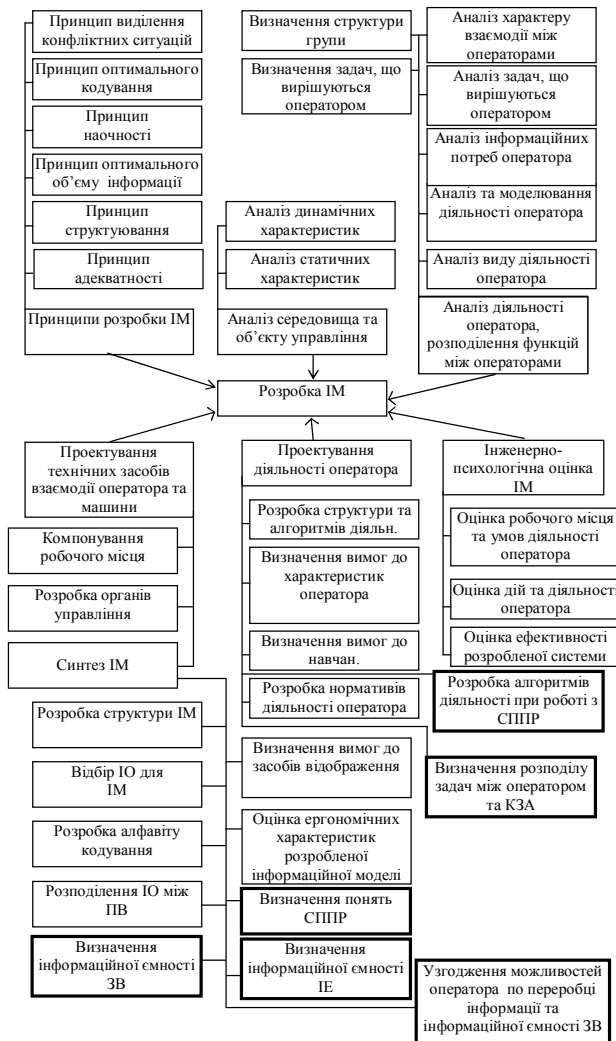 Принцип виділення
конфліктних ситуацій
Принцип оптимального
кодування
Принцип
наочності
Принцип оптимального
об’єму інформації
Принцип
структуювання
Принцип
адекватності
Принципи розробки ІМ
Аналіз динамічних
характеристик
Аналіз статичних
характеристик
Аналіз середовища та
об’єкту управління
Визначення структури
групи
Визначення задач, що
вирішуються
оператором
Аналіз характеру
взаємодії між
операторами
Аналіз задач, що
вирішуються
оператором
Аналіз інформаційних
потреб оператора
Аналіз та моделювання
діяльності оператора
Аналіз виду діяльності
оператора
Аналіз діяльності
оператора,
розподілення функцій
між операторами
Розробка ІМ
Проектування
технічних засобів
взаємодії оператора та
машини
Компонування
робочого місця
Розробка органів
управління
Синтез ІМ
Розробка структури ІМ
Відбір ІО для
ІМ
Розробка алфавіту
кодування
Розподілення ІО між
ПВ
Визначення
інформаційної ємності
ЗВ
Проектування
діяльності оператора
Розробка структури та
алгоритмів діяльн.
Визначення вимог до
характеристик
оператора
Визначення вимог до
навчан.
Розробка нормативів
діяльності оператора
Визначення вимог до
засобів відображення
Оцінка ергономічних
характеристик
розробленої
інформаційної моделі
Визначення понять
СППР
Визначення
інформаційної ємності
ІЕ
Інженерно-
психологічна оцінка
ІМ
Оцінка робочого місця
та умов діяльності
оператора
Оцінка дій та діяльності
оператора
Оцінка ефективності
розробленої системи
Розробка алгоритмів
діяльності при роботі з
СППР
Визначення розподілу
задач між оператором
та КЗА
Узгодження можливостей
оператора по переробці
інформації та
інформаційної ємності ЗВ